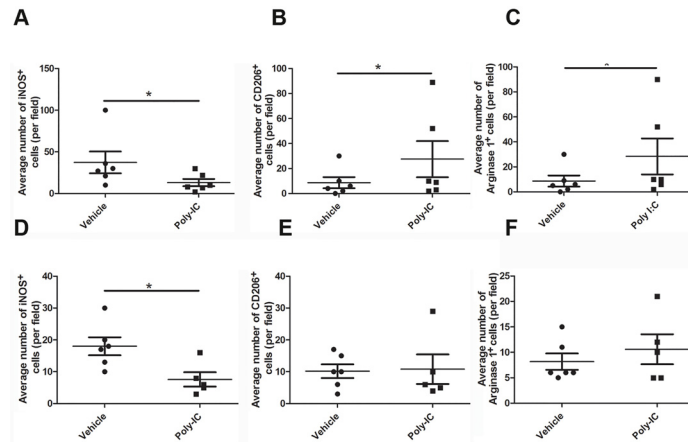 A
B
C
Average number of iNOS+
cells (per field)
150
100
50
0
*
Vehicle
Poly-IC
Average number of CD206+
cells (per field)
100
80
60
40
20
0
*
Vehicle
Poly-IC
Average number of
Arginase 1+ cells (per field)
100
80
60
40
20
0
Vehicle
Poly I:C
D
E
F
Average number of iNOS+
cells (per field)
40
30
20
10
0
*
Vehicle
Poly-IC
Average number of CD206+
cells (per field)
40
30
20
10
0
Vehicle
Poly-IC
Average number of
Arginase 1+ cells (per field)
25
20
15
10
5
0
Vehicle
Poly-IC